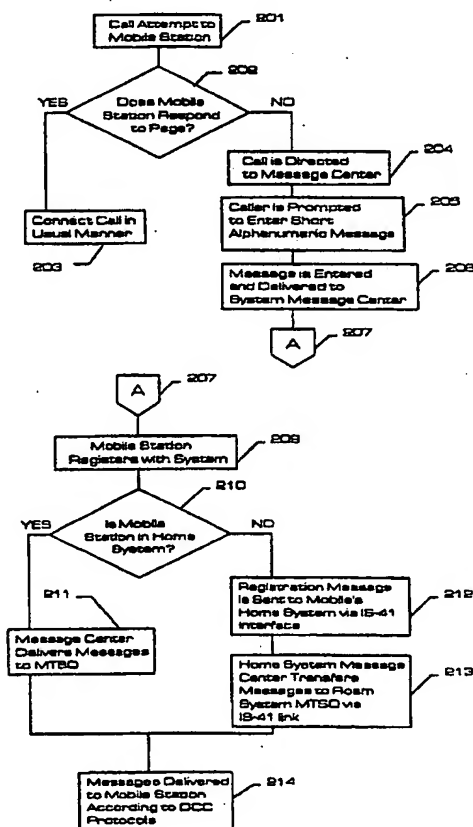 Call Attempt to
Mobile Station
201
202
YES
Does Mobile
Station Respond
to Page?
NO
Call is Directed
to Message Center
204
Connect Call in
Usual Manner
203
Caller is Prompted
to Enter Short
Alphanumeric Message
205
Message is Entered
and Delivered to
System Message Center
206
A
207
A
207
Mobile Station
Registers with System
209
210
YES
Is Mobile
Station in Home
System?
NO
211
Message Center
Delivers Messages
to MTSO
Registration Message
is Sent to Mobile's
Home System via IS-41
Interface
212
Home System Message
Center Transfers
Messages to Roam
System MTSO via
IS-41 link
213
Messages Delivered
to Mobile Station
According to DCC
Protocols
214